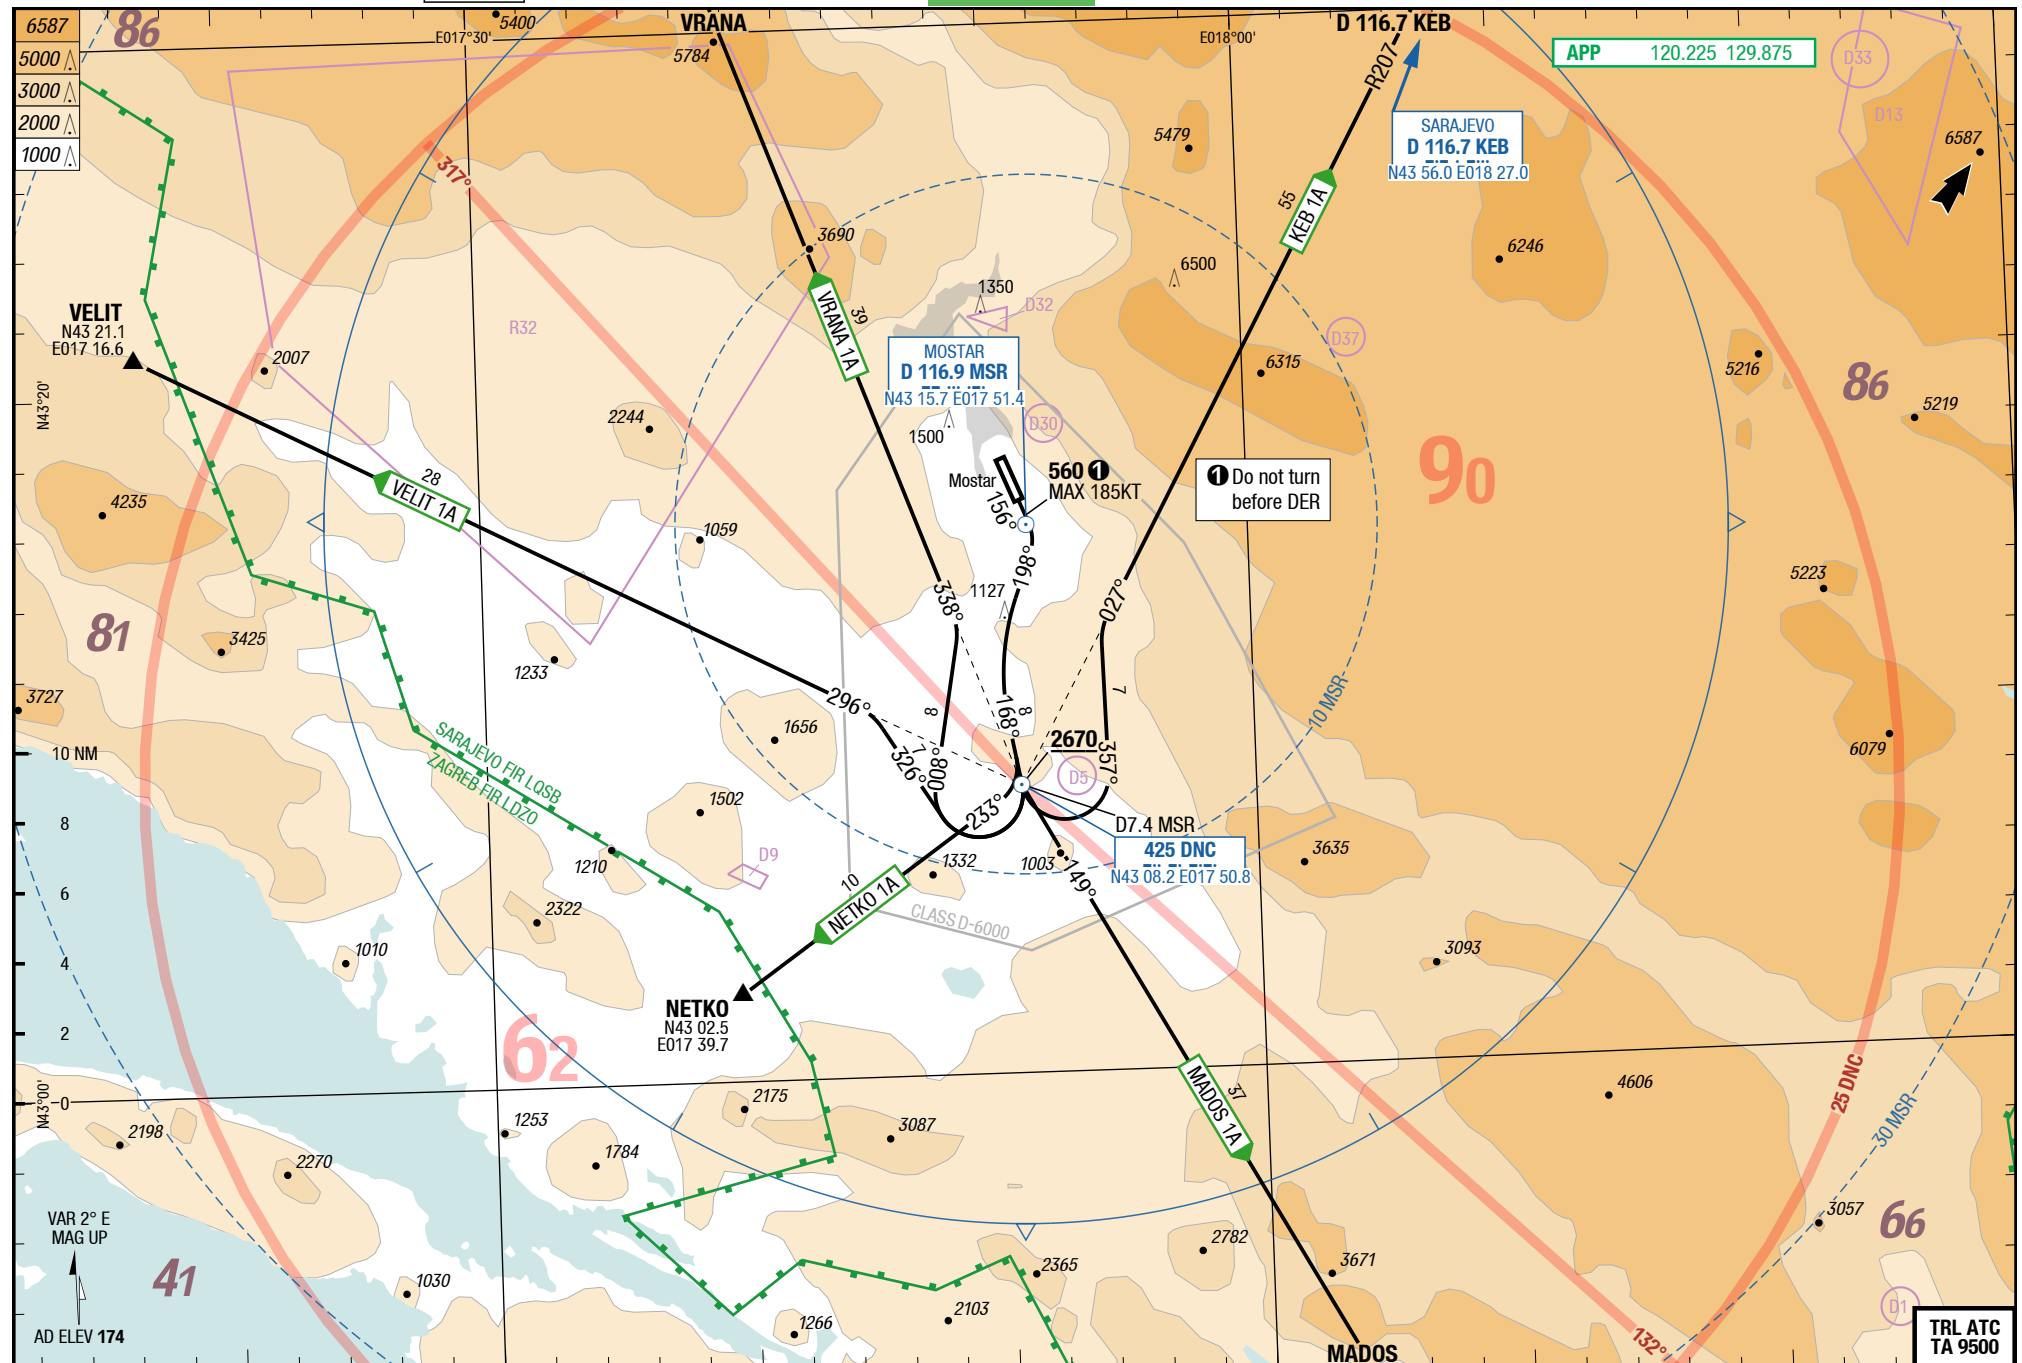 6587
5000
3000
2000
1000
86
5400
E017°30'
VRANA
5784
E018°00'
D 116.7 KEB
R207
APP 120.225 129.875
D33
D13
6587
SARAJEVO
D 116.7 KEB
N43 56.0 E018 27.0
5479
317°
55
KEB 1A
3690
6246
6500
VRANA 1A
39
1350
D32
R32
VELIT
N43 21.1
E017 16.6
2007
D37
MOSTAR
D 116.9 MSR
N43 15.7 E017 51.4
6315
5216
86
5219
N43°20'
2244
1500
D30
90
28
VELIT 1A
Mostar
560 1
MAX 185KT
1 Do not turn
before DER
156°
4235
1059
198°
338°
1127
027°
5223
81
3425
1233
3727
296°
8
168°
8
7
10 MSR
1656
SARAJEVO FIR LQSB
ZAGREB FIR LDZO
7
326°
008°
2670
357°
D5
6079
10 NM
1502
233°
D7.4 MSR
8
425 DNC
N43 08.2 E017 50.8
3635
1210
D9
1332
1003
149°
6
10
NETKO 1A
2322
CLASS D-6000
1010
4
3093
NETKO
N43 02.5
E017 39.7
2
62
25 DNC
MADOS 1A
37
4606
N43°00'
0
2175
1253
3087
30 MSR
2198
1784
2270
VAR 2° E
MAG UP
3057
66
2782
41
1030
2365
3671
2103
D1
AD ELEV 174
1266
132°
MADOS
TRL ATC
TA 9500